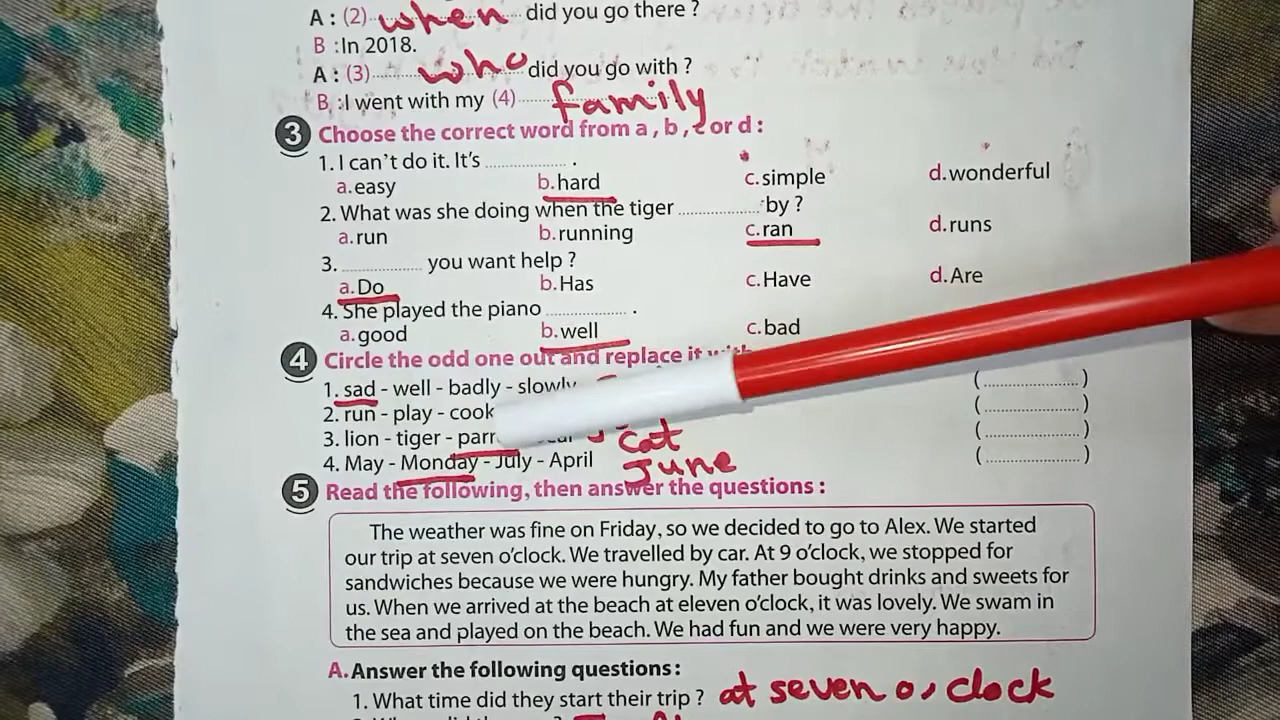 A : (2) when did you go there ?
B : In 2018.
A : (3) who did you go with ?
B : I went with my (4) family
3 Choose the correct word from a , b , c or d :
1. I can't do it. It's ................ .
a. easy b. hard c. simple d. wonderful
2. What was she doing when the tiger ................ by ?
a. run b. running c. ran d. runs
3. ................ you want help ?
a. Do b. Has c. Have d. Are
4. She played the piano ................ .
a. good b. well c. bad
4 Circle the odd one out and replace it
1. sad - well - badly - slowly (....................)
2. run - play - cook (....................)
3. lion - tiger - cat (....................)
4. May - Monday - July - April June (....................)
5 Read the following, then answer the questions :
The weather was fine on Friday, so we decided to go to Alex. We started
our trip at seven o'clock. We travelled by car. At 9 o'clock, we stopped for
sandwiches because we were hungry. My father bought drinks and sweets for
us. When we arrived at the beach at eleven o'clock, it was lovely. We swam in
the sea and played on the beach. We had fun and we were very happy.
A. Answer the following questions :
1. What time did they start their trip ? at seven o, clock